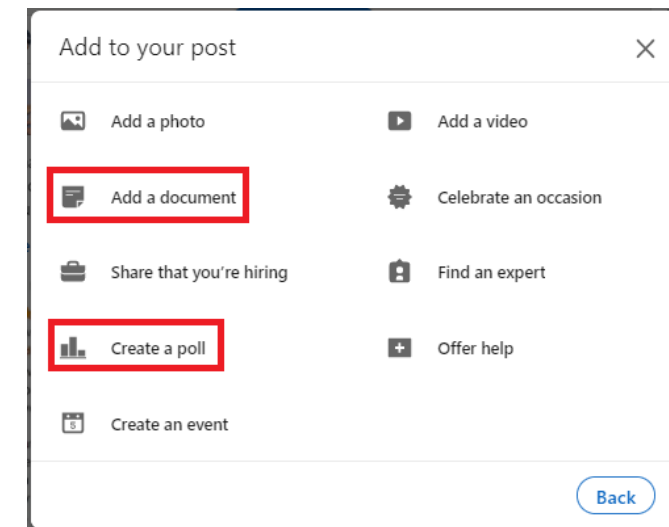 Add to your post
Add a photo
Add a video
Add a document
Celebrate an occasion
Share that you're hiring
Find an expert
Create a poll
Offer help
Create an event
Back